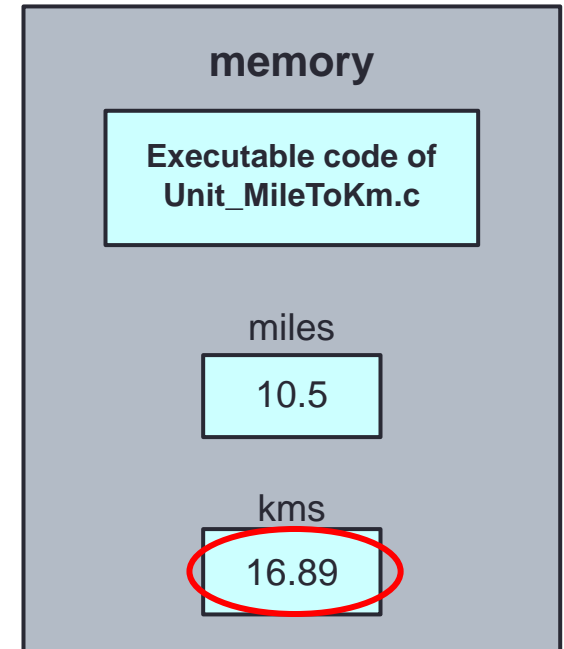 memory
Executable code of
Unit_MileToKm.c
miles
10.5
kms
16.89